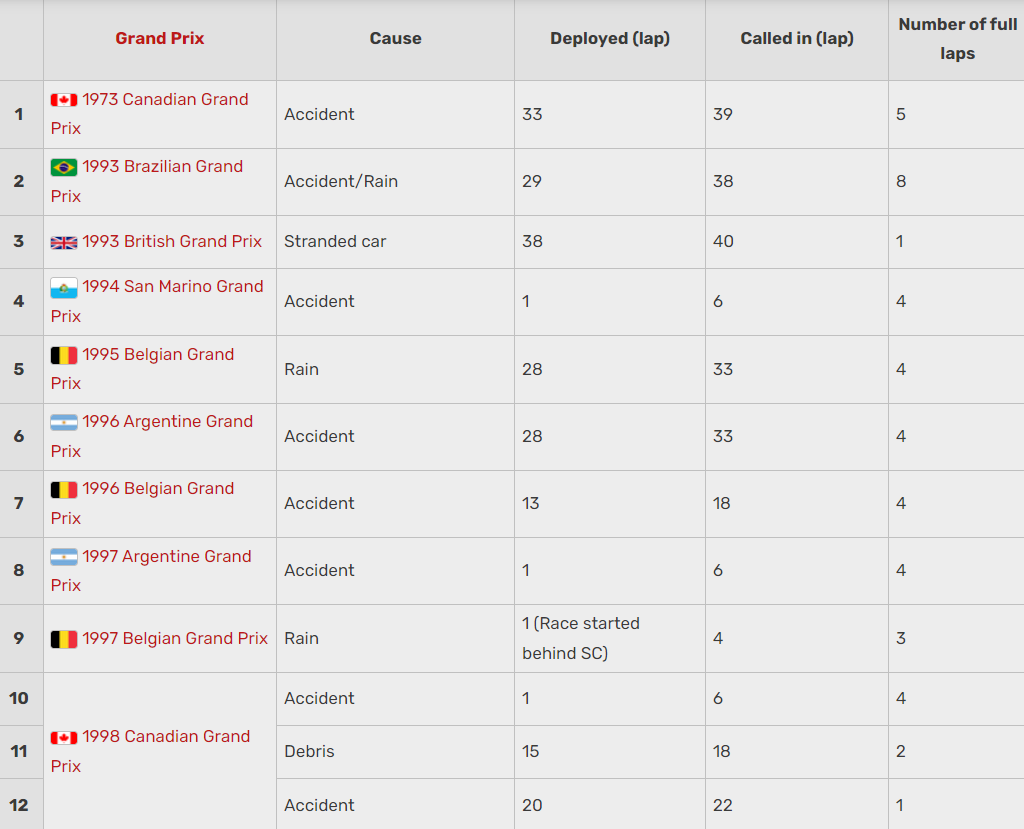 Grand Prix Cause Deployed (lap) Called in (lap) Number of full
laps
1 1973 Canadian Grand Accident 33 39 5
Prix
2 1993 Brazilian Grand Accident/Rain 29 38 8
Prix
3 1993 British Grand Prix Stranded car 38 40 1
4 1994 San Marino Grand Accident 1 6 4
Prix
5 1995 Belgian Grand Rain 28 33 4
Prix
6 1996 Argentine Grand Accident 28 33 4
Prix
7 1996 Belgian Grand Accident 13 18 4
Prix
8 1997 Argentine Grand Accident 1 6 4
Prix
9 1997 Belgian Grand Prix Rain 1 (Race started 4 3
behind SC)
10 Accident 1 6 4
1998 Canadian Grand
11 Debris 15 18 2
Prix
12 Accident 20 22 1